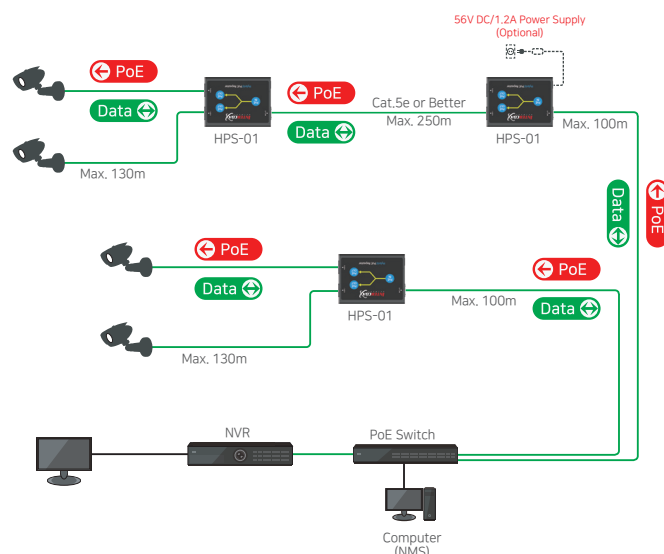 56V DC/1.2A Power Supply
(Optional)
PoE
Data
PoE
Data
Cat.5e or Better
Max. 250m
HPS-01
HPS-01
Max. 100m
Max. 130m
Data
PoE
PoE
Data
PoE
Data
Max. 100m
HPS-01
Max. 130m
NVR
PoE Switch
Computer
(NMS)